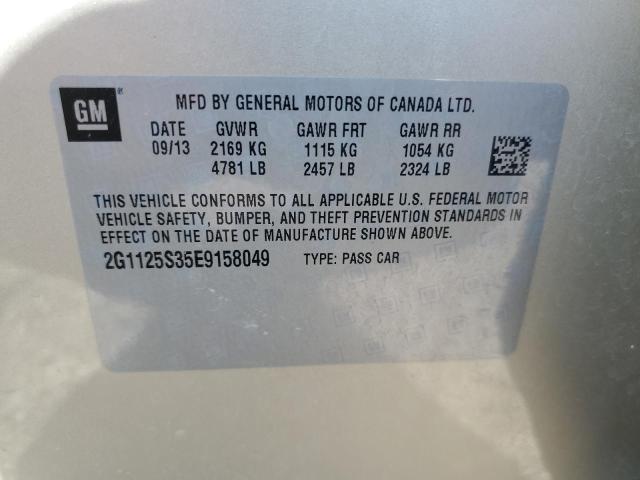 GM
MFD BY GENERAL MOTORS OF CANADA LTD.
DATE GVWR GAWR FRT GAWR RR
09/13 2169 KG 1115 KG 1054 KG
4781 LB 2457 LB 2324 LB
THIS VEHICLE CONFORMS TO ALL APPLICABLE U.S. FEDERAL MOTOR
VEHICLE SAFETY, BUMPER, AND THEFT PREVENTION STANDARDS IN
EFFECT ON THE DATE OF MANUFACTURE SHOWN ABOVE.
2G1125S35E9158049 TYPE: PASS CAR